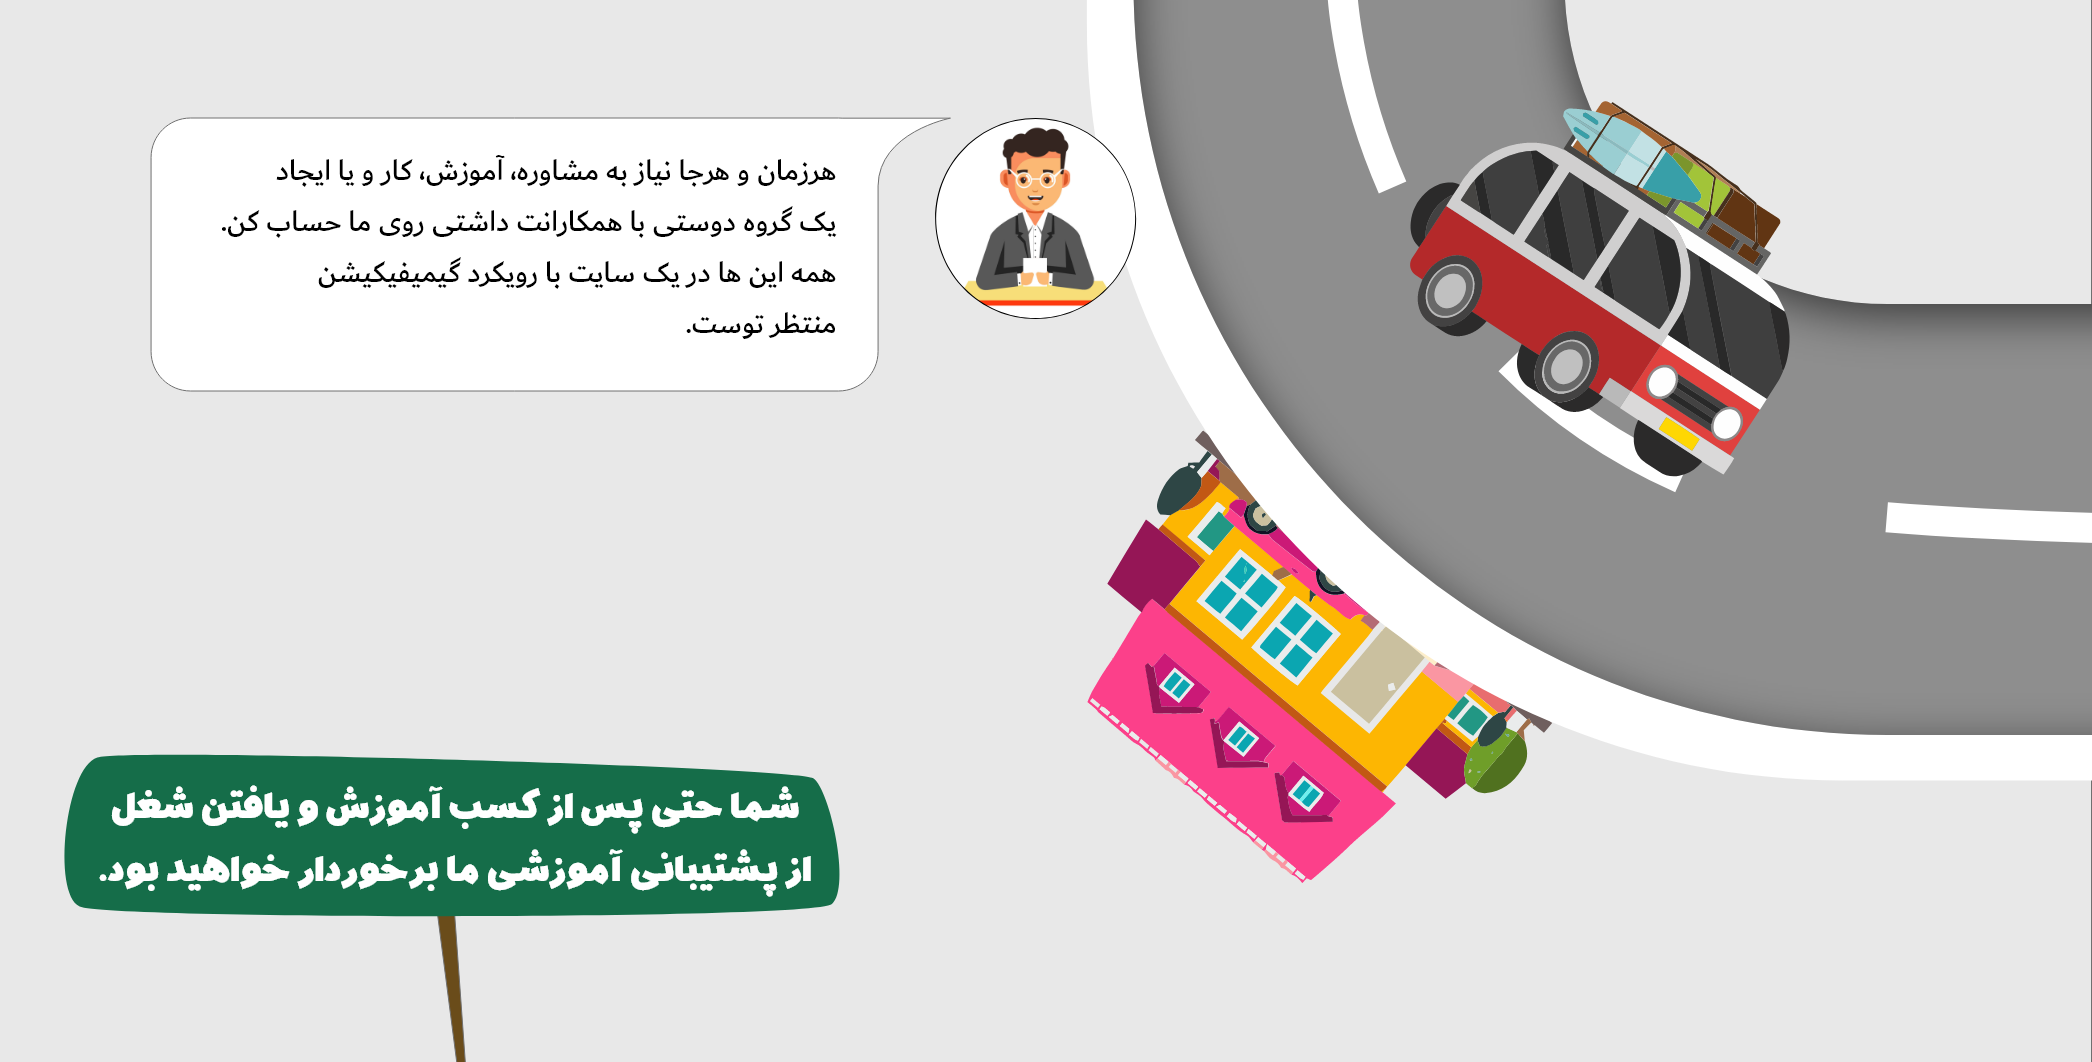 هرزمان و هرجا نیاز به مشاوره، آموزش، کار و یا ایجاد
یک گروه دوستی با همکارانت داشتی روی ما حساب کن.
همه این ها در یک سایت با رویکرد گیمیفیکیشن
منتظر توست.
شما حتی پس از کسب آموزش و یافتن شغل
از پشتیبانی آموزشی ما برخوردار خواهید بود.